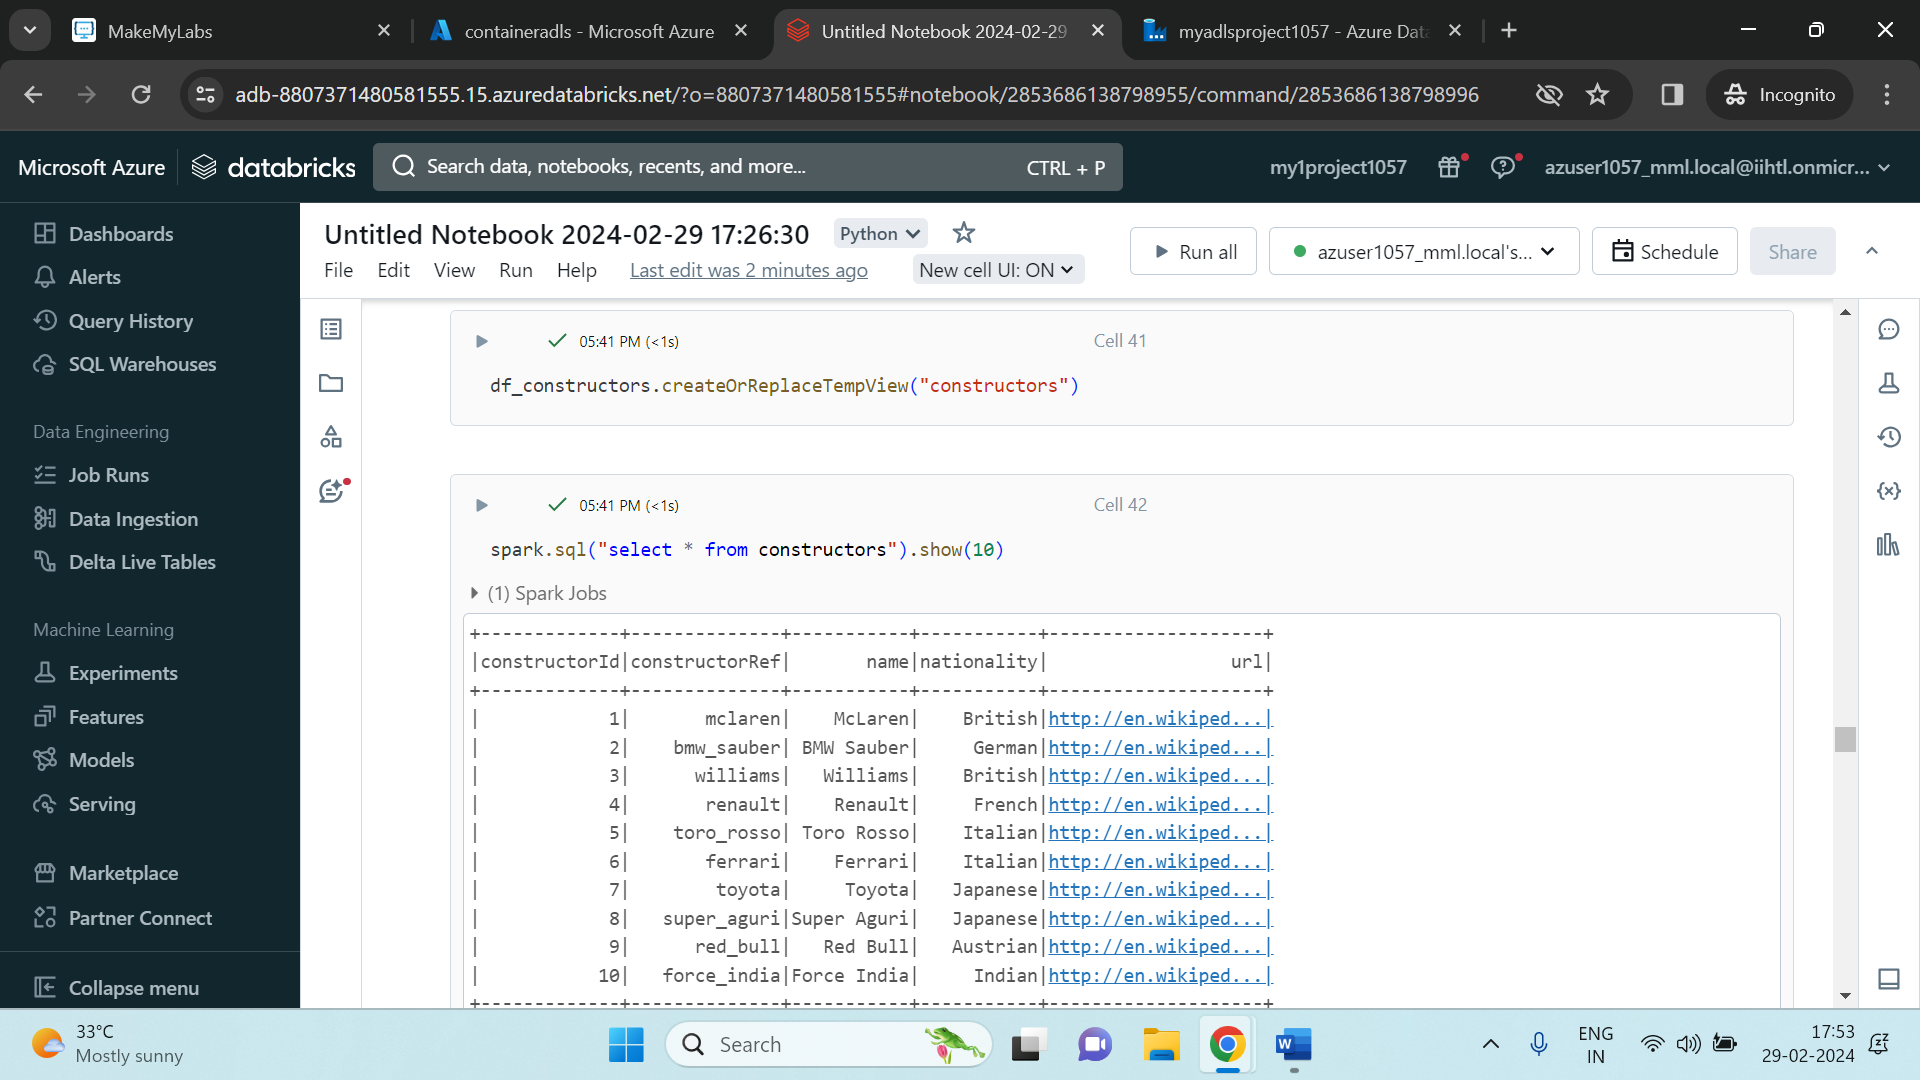 MakeMyLabs
containeradls - Microsoft Azure
Untitled Notebook 2024-02-29
myadlsproject1057 - Azure Data
adb-8807371480581555.15.azuredatabricks.net/?o=8807371480581555#notebook/2853686138798955/command/2853686138798996
Incognito
Microsoft Azure
databricks
Search data, notebooks, recents, and more...
CTRL + P
my1project1057
azuser1057_mml.local@iihtl.onmicr...
Dashboards
Alerts
Query History
SQL Warehouses
Data Engineering
Job Runs
Data Ingestion
Delta Live Tables
Machine Learning
Experiments
Features
Models
Serving
Marketplace
Partner Connect
Collapse menu
Untitled Notebook 2024-02-29 17:26:30
Python
File Edit View Run Help Last edit was 2 minutes ago
New cell UI: ON
Run all
azuser1057_mml.local's...
Schedule
Share
05:41 PM (<1s)
Cell 41
df_constructors.createOrReplaceTempView("constructors")
05:41 PM (<1s)
Cell 42
spark.sql("select * from constructors").show(10)
(1) Spark Jobs
+-------------+--------------+-----------+-----------+--------------------+
|constructorId|constructorRef|       name|nationality|                 url|
+-------------+--------------+-----------+-----------+--------------------+
|            1|       mclaren|    McLaren|    British|http://en.wikiped...|
|            2|    bmw_sauber| BMW Sauber|     German|http://en.wikiped...|
|            3|      williams|   Williams|    British|http://en.wikiped...|
|            4|       renault|    Renault|     French|http://en.wikiped...|
|            5|    toro_rosso| Toro Rosso|    Italian|http://en.wikiped...|
|            6|       ferrari|    Ferrari|    Italian|http://en.wikiped...|
|            7|        toyota|     Toyota|   Japanese|http://en.wikiped...|
|            8|   super_aguri|Super Aguri|   Japanese|http://en.wikiped...|
|            9|      red_bull|   Red Bull|   Austrian|http://en.wikiped...|
|           10|   force_india|Force India|     Indian|http://en.wikiped...|
+-------------+--------------+-----------+-----------+--------------------+
33°C
Mostly sunny
Search
ENG
IN
17:53
29-02-2024